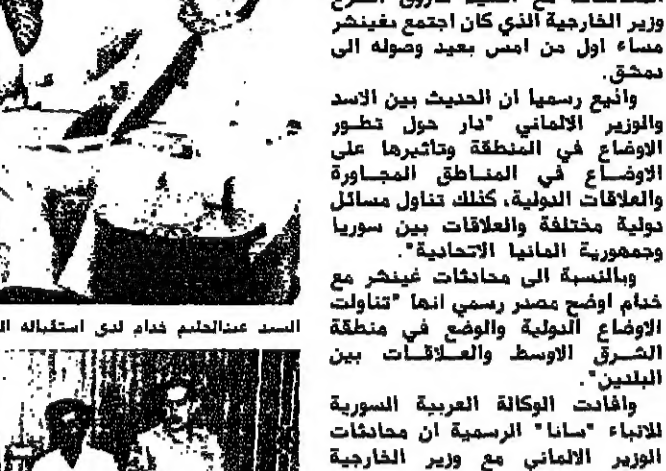 وزير الخارجية الذي كان اجتمع بغينشر
مساء اول من امس بعيد وصوله الى
دمشق.
واذيع رسميا ان الحديث بين الاسد
والوزير الالماني "دار حول تطور
الاوضاع في المنطقة وتأثيرها على
الاوضاع في المناطق المجاورة
والعلاقات الدولية، كذلك تناول مسائل
دولية مختلفة والعلاقات بين سوريا
وجمهورية المانيا الاتحادية".
وبالنسبة الى محادثات غينشر مع
خدام اوضح مصدر رسمي انها "تناولت
الاوضاع الدولية والوضع في منطقة
الشرق الاوسط والعلاقات بين
البلدين".
وافادت الوكالة العربية السورية
للانباء "سانا" الرسمية ان محادثات
الوزير الالماني مع وزير الخارجية
السيد عبدالحليم خدام لدى استقباله